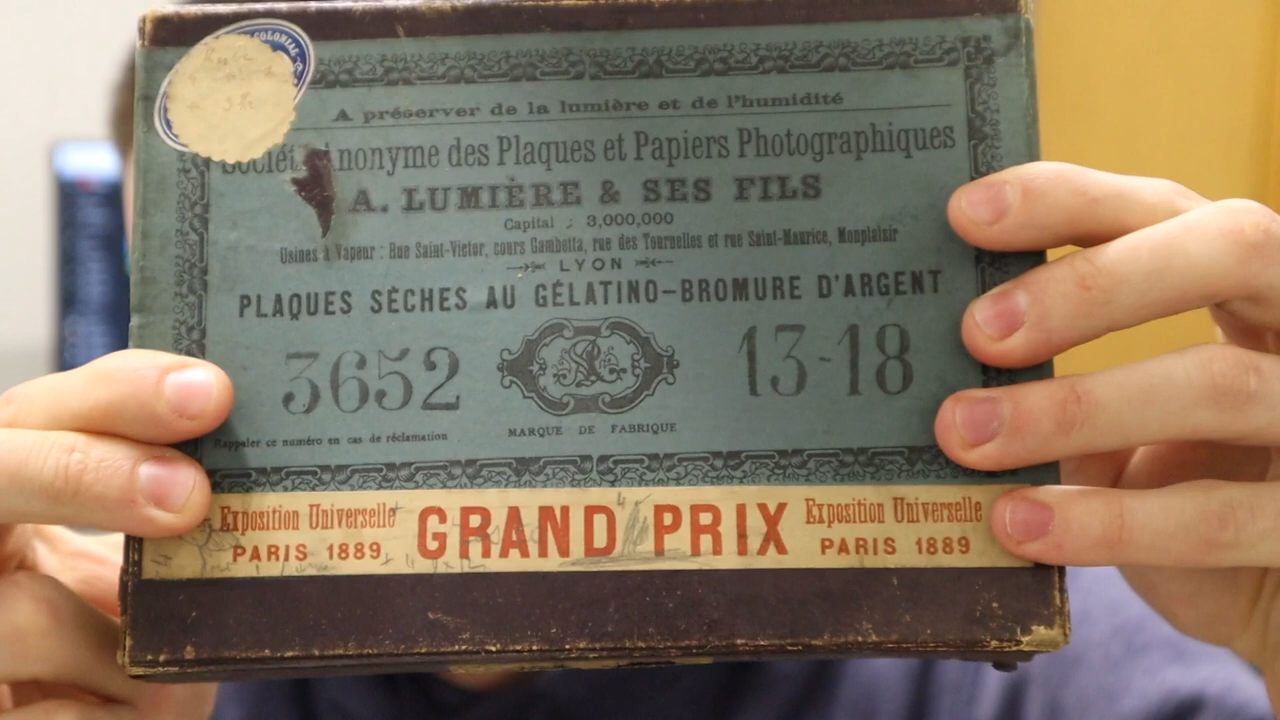 COLONIAL
A préserver de la lumière et de l'humidité
Société Anonyme des Plaques et Papiers Photographiques
A. LUMIÈRE & SES FILS
Capital : 3,000,000
Usines à Vapeur : Rue Saint-Victor, cours Gambetta, rue des Tournelles et rue Saint-Maurice, Monplaisir
LYON
PLAQUES SÈCHES AU GÉLATINO-BROMURE D'ARGENT
3652 13-18
Rappeler ce numéro en cas de réclamation
MARQUE DE FABRIQUE
Exposition Universelle GRAND PRIX Exposition Universelle
PARIS 1889 PARIS 1889